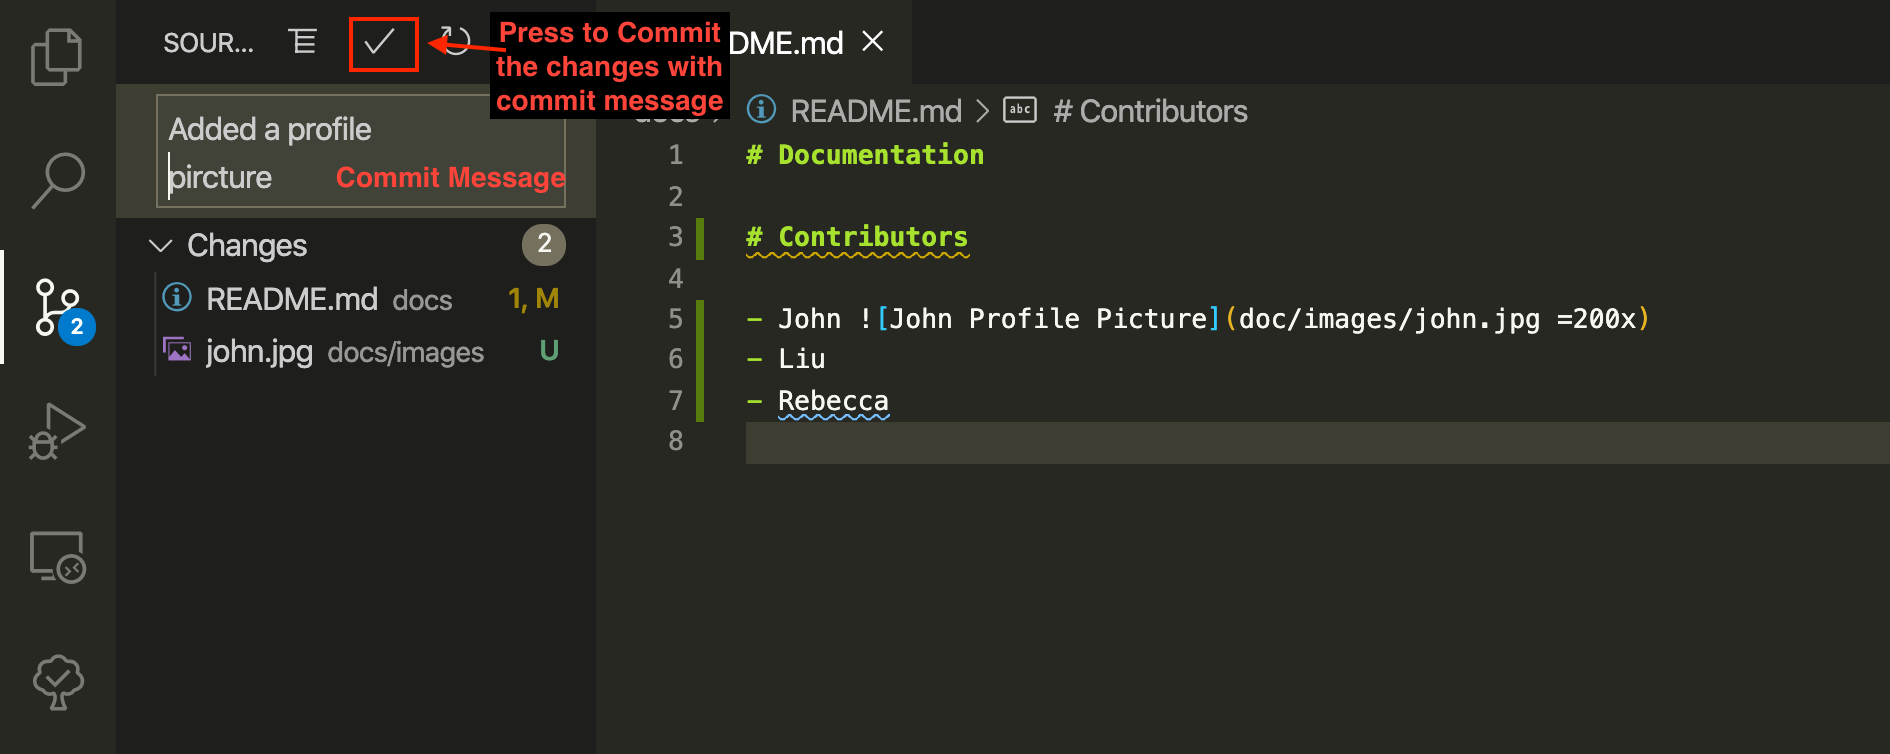 SOUR...
Press to Commit
the changes with
commit message
DME.md
Added a profile
pircture
Commit Message
Changes
2
README.md docs 1, M
john.jpg docs/images U
2
docs > README.md > abc # Contributors
1 # Documentation
2
3 # Contributors
4
5 - John ![John Profile Picture](doc/images/john.jpg =200x)
6 - Liu
7 - Rebecca
8